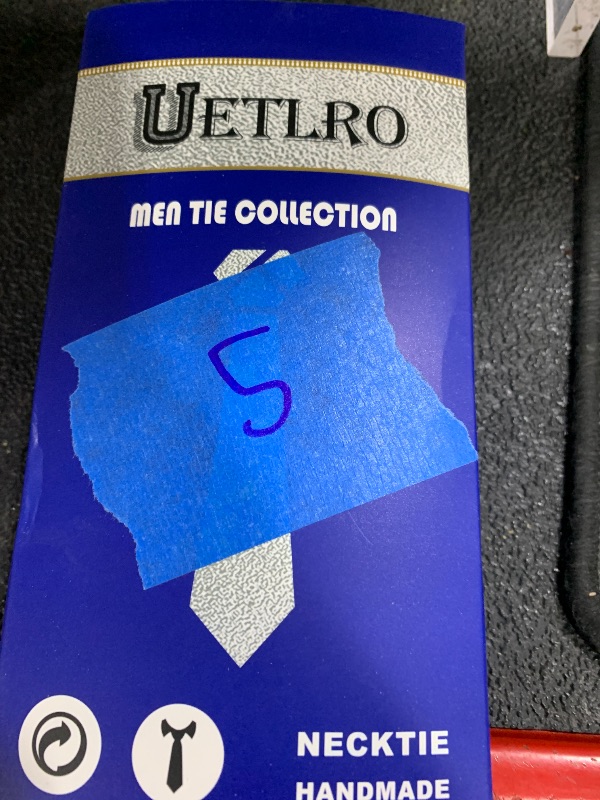 UETLRO
MEN TIE COLLECTION
5
NECKTIE
HANDMADE